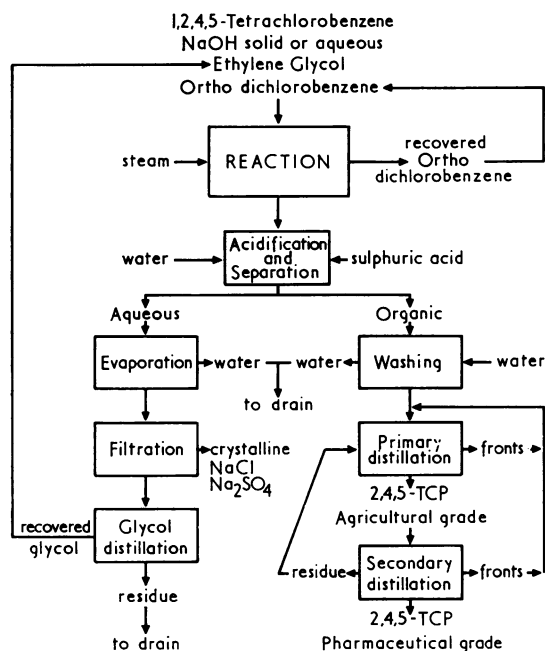 1,2,4,5-Tetrachlorobenzene
NaOH solid or aqueous
Ethylene Glycol
Ortho dichlorobenzene
steam
REACTION
recovered
Ortho
dichlorobenzene
water
Acidification
and
Separation
sulphuric acid
Aqueous
Organic
Evaporation
water
water
Washing
water
to drain
Filtration
crystalline
NaCl
Na2SO4
Primary
distillation
fronts
2,4,5-TCP
Agricultural grade
recovered
glycol
Glycol
distillation
residue
Secondary
distillation
fronts
residue
to drain
2,4,5-TCP
Pharmaceutical grade